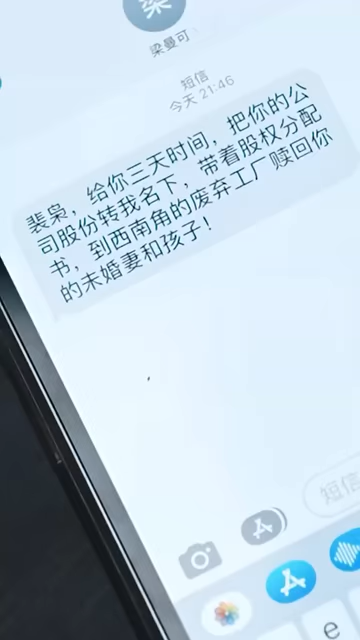 梁
梁曼可
短信
今天 21:46
裴枭，给你三天时间，把你的公
司股份转我名下，带着股权分配
书，到西南角的废弃工厂赎回你
的未婚妻和孩子！
短信
e